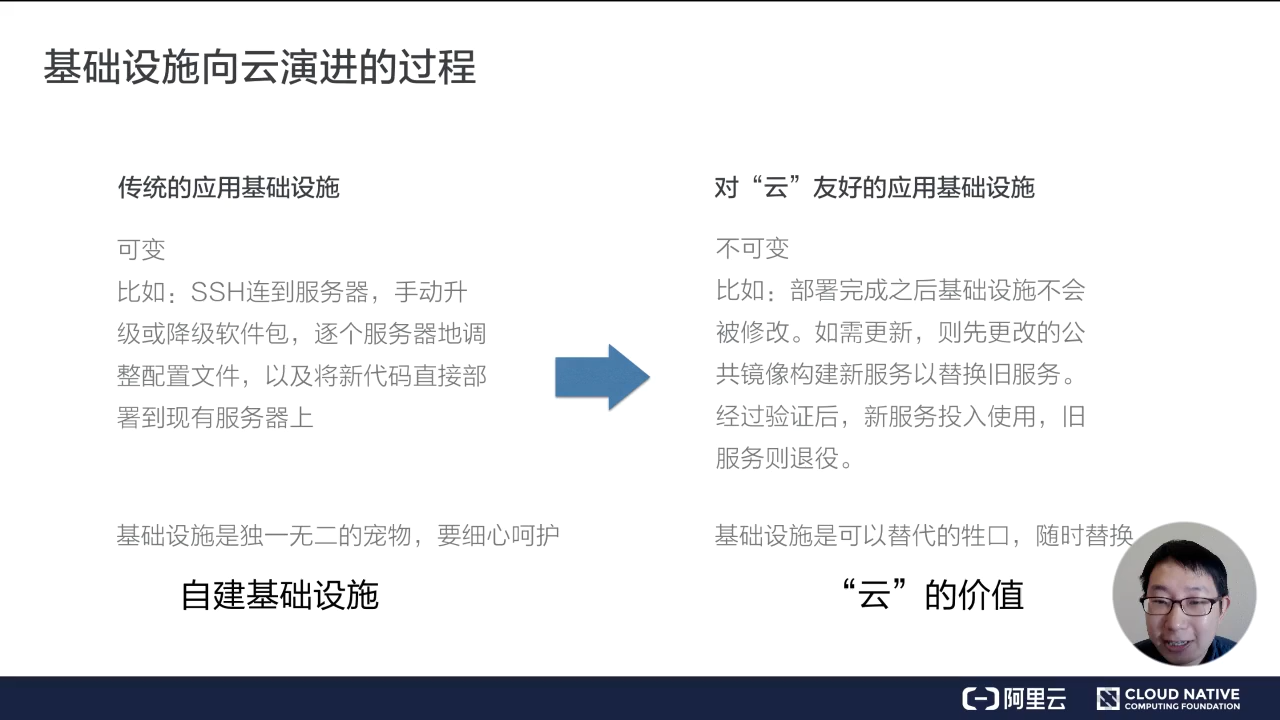 基础设施向云演进的过程
传统的应用基础设施
可变
比如：SSH连到服务器，手动升
级或降级软件包，逐个服务器地调
整配置文件，以及将新代码直接部
署到现有服务器上
基础设施是独一无二的宠物，要细心呵护
自建基础设施
对“云”友好的应用基础设施
不可变
比如：部署完成之后基础设施不会
被修改。如需更新，则先更改的公
共镜像构建新服务以替换旧服务。
经过验证后，新服务投入使用，旧
服务则退役。
基础设施是可以替代的牲口，随时替换
“云”的价值
阿里云
CLOUD NATIVE
COMPUTING FOUNDATION